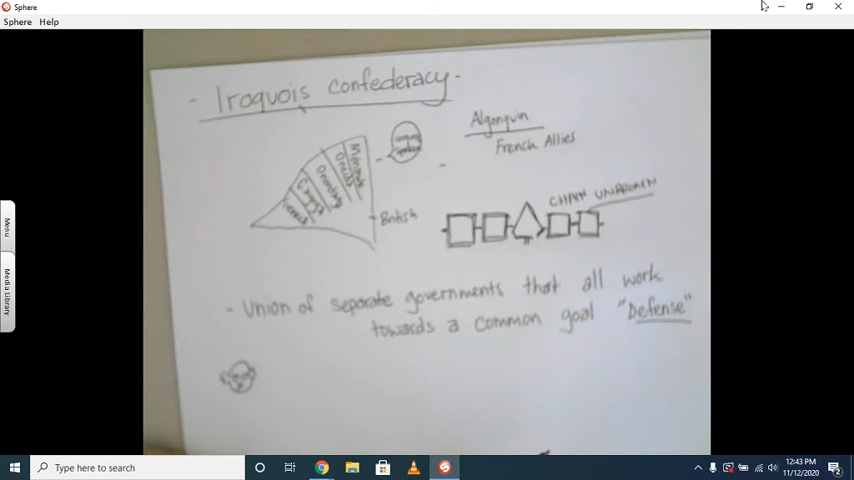 Sphere
Sphere Help
- Iroquois confederacy -
Algonquin
French Allies
Mohawk
Oneida
Onondaga
Cayuga
Seneca
British
CHAIN UNBROKEN
- Union of separate governments that all work
towards a common goal "Defense"
Menu
Media Library
Type here to search
12:43 PM
11/12/2020
2